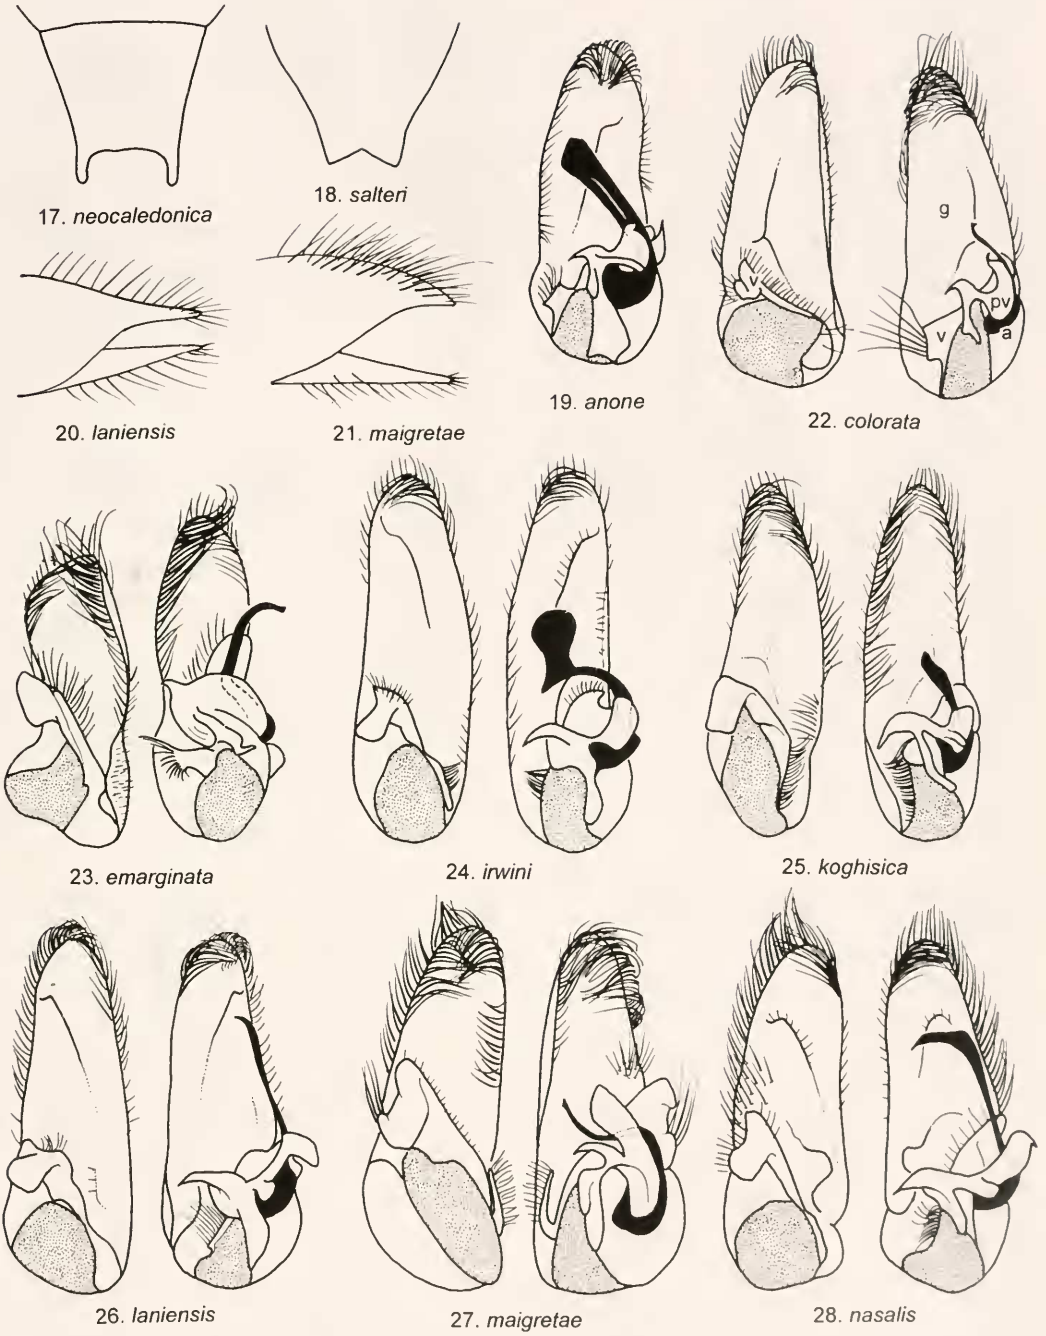 17. neocaledonica
18. salteri
19. anone
20. laniensis
21. maigretae
22. colorata
g
v
pv
v
a
23. emarginata
24. irwini
25. koghisica
26. laniensis
27. maigretae
28. nasalis